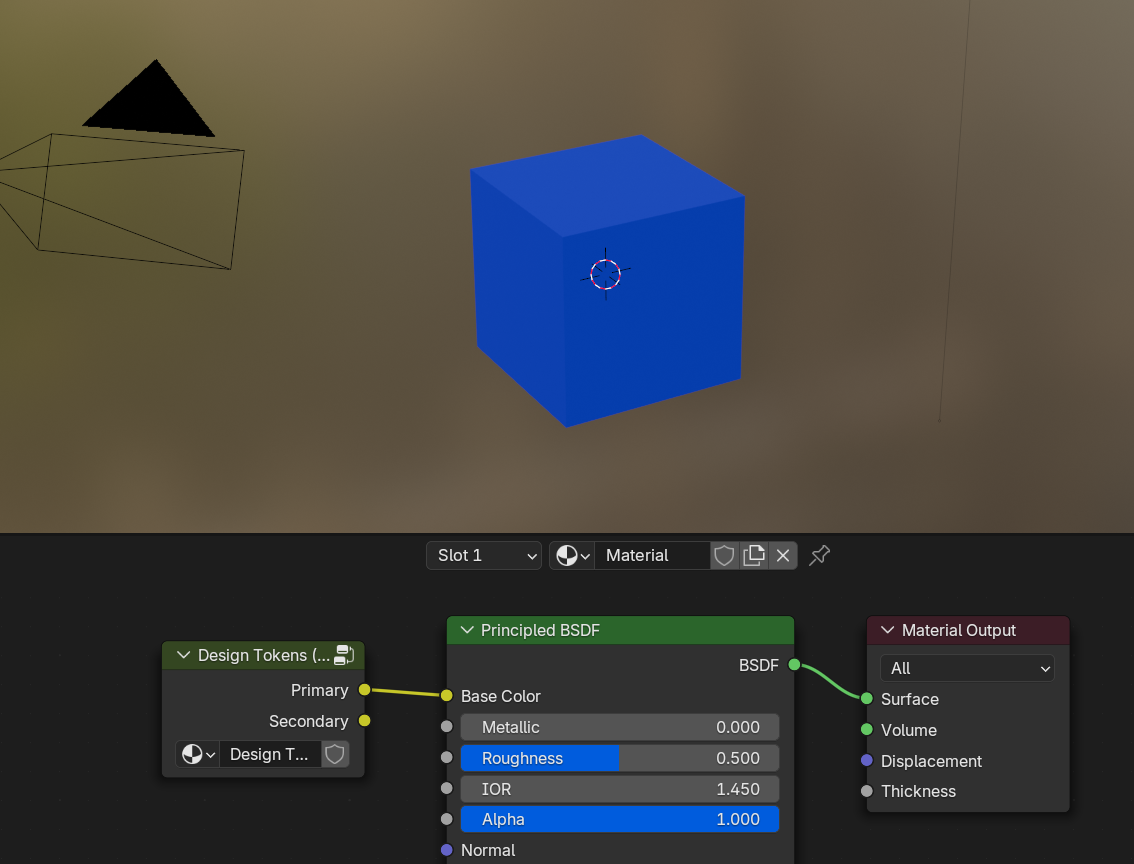 Slot 1
Material
Design Tokens (...
Primary
Secondary
Design T...
Principled BSDF
BSDF
Base Color
Metallic 0.000
Roughness 0.500
IOR 1.450
Alpha 1.000
Normal
Material Output
All
Surface
Volume
Displacement
Thickness